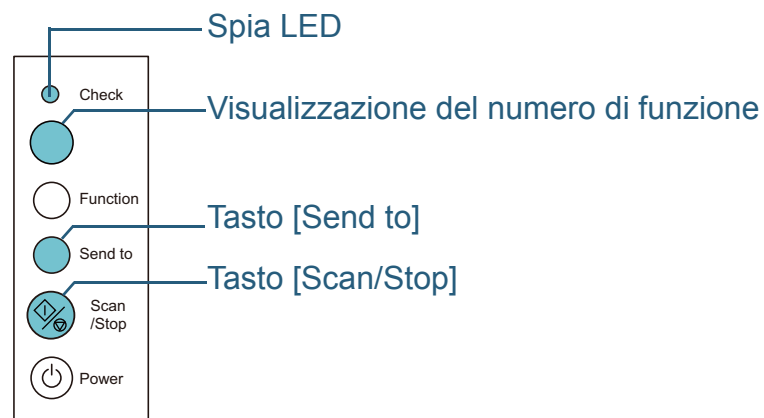 Spia LED
Check
Visualizzazione del numero di funzione
Function
Tasto [Send to]
Send to
Tasto [Scan/Stop]
Scan
/Stop
Power